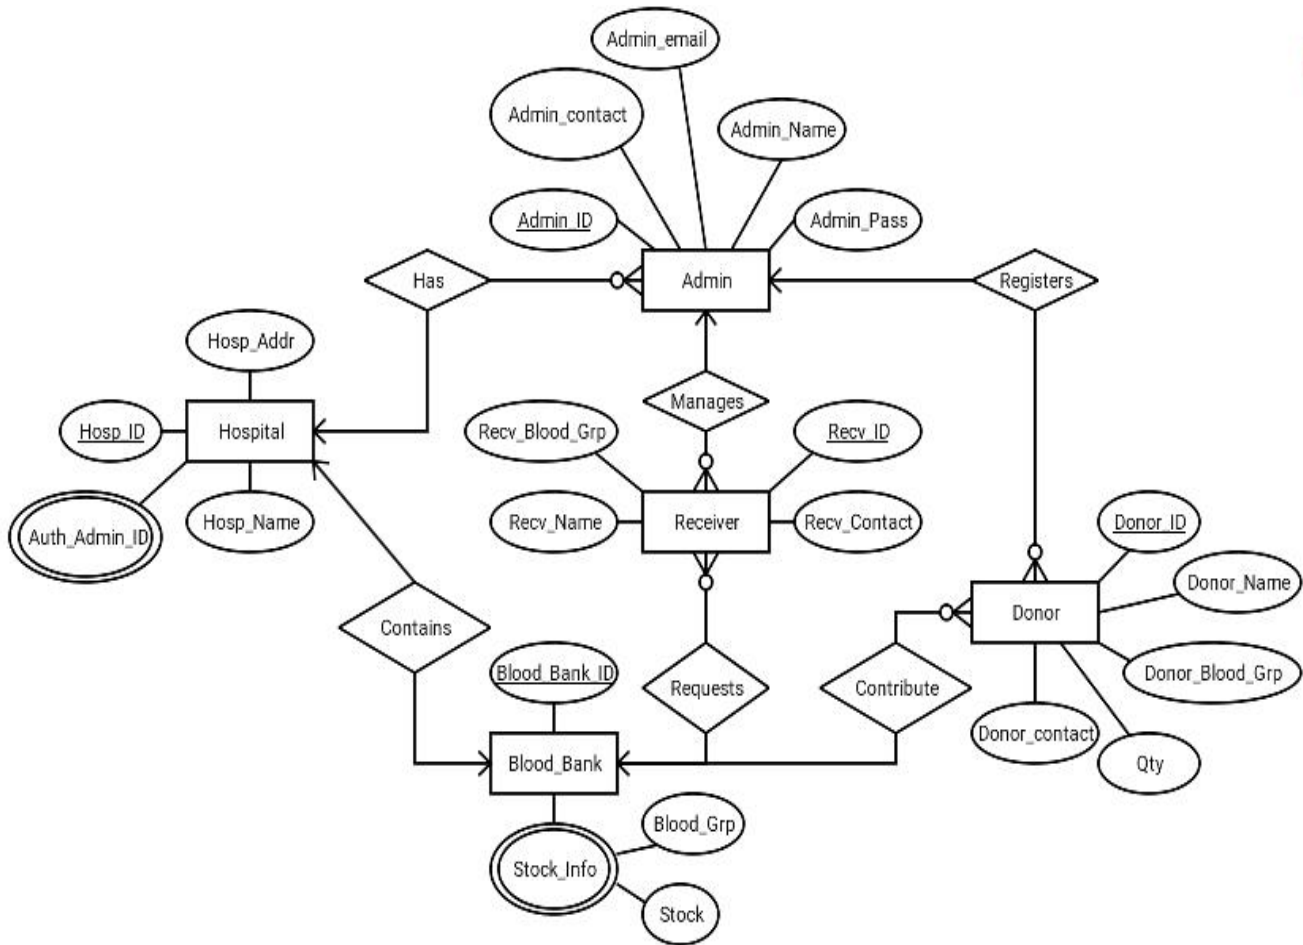 Admin_email
Admin_contact
Admin_Name
Admin_ID
Admin_Pass
Has
Admin
Registers
Hosp_Addr
Manages
Hosp_ID
Hospital
Recv_Blood_Grp
Recv_ID
Auth_Admin_ID
Hosp_Name
Recv_Name
Receiver
Recv_Contact
Donor_ID
Donor_Name
Contains
Donor
Blood_Bank_ID
Requests
Contribute
Donor_Blood_Grp
Donor_contact
Blood_Bank
Qty
Blood_Grp
Stock_Info
Stock